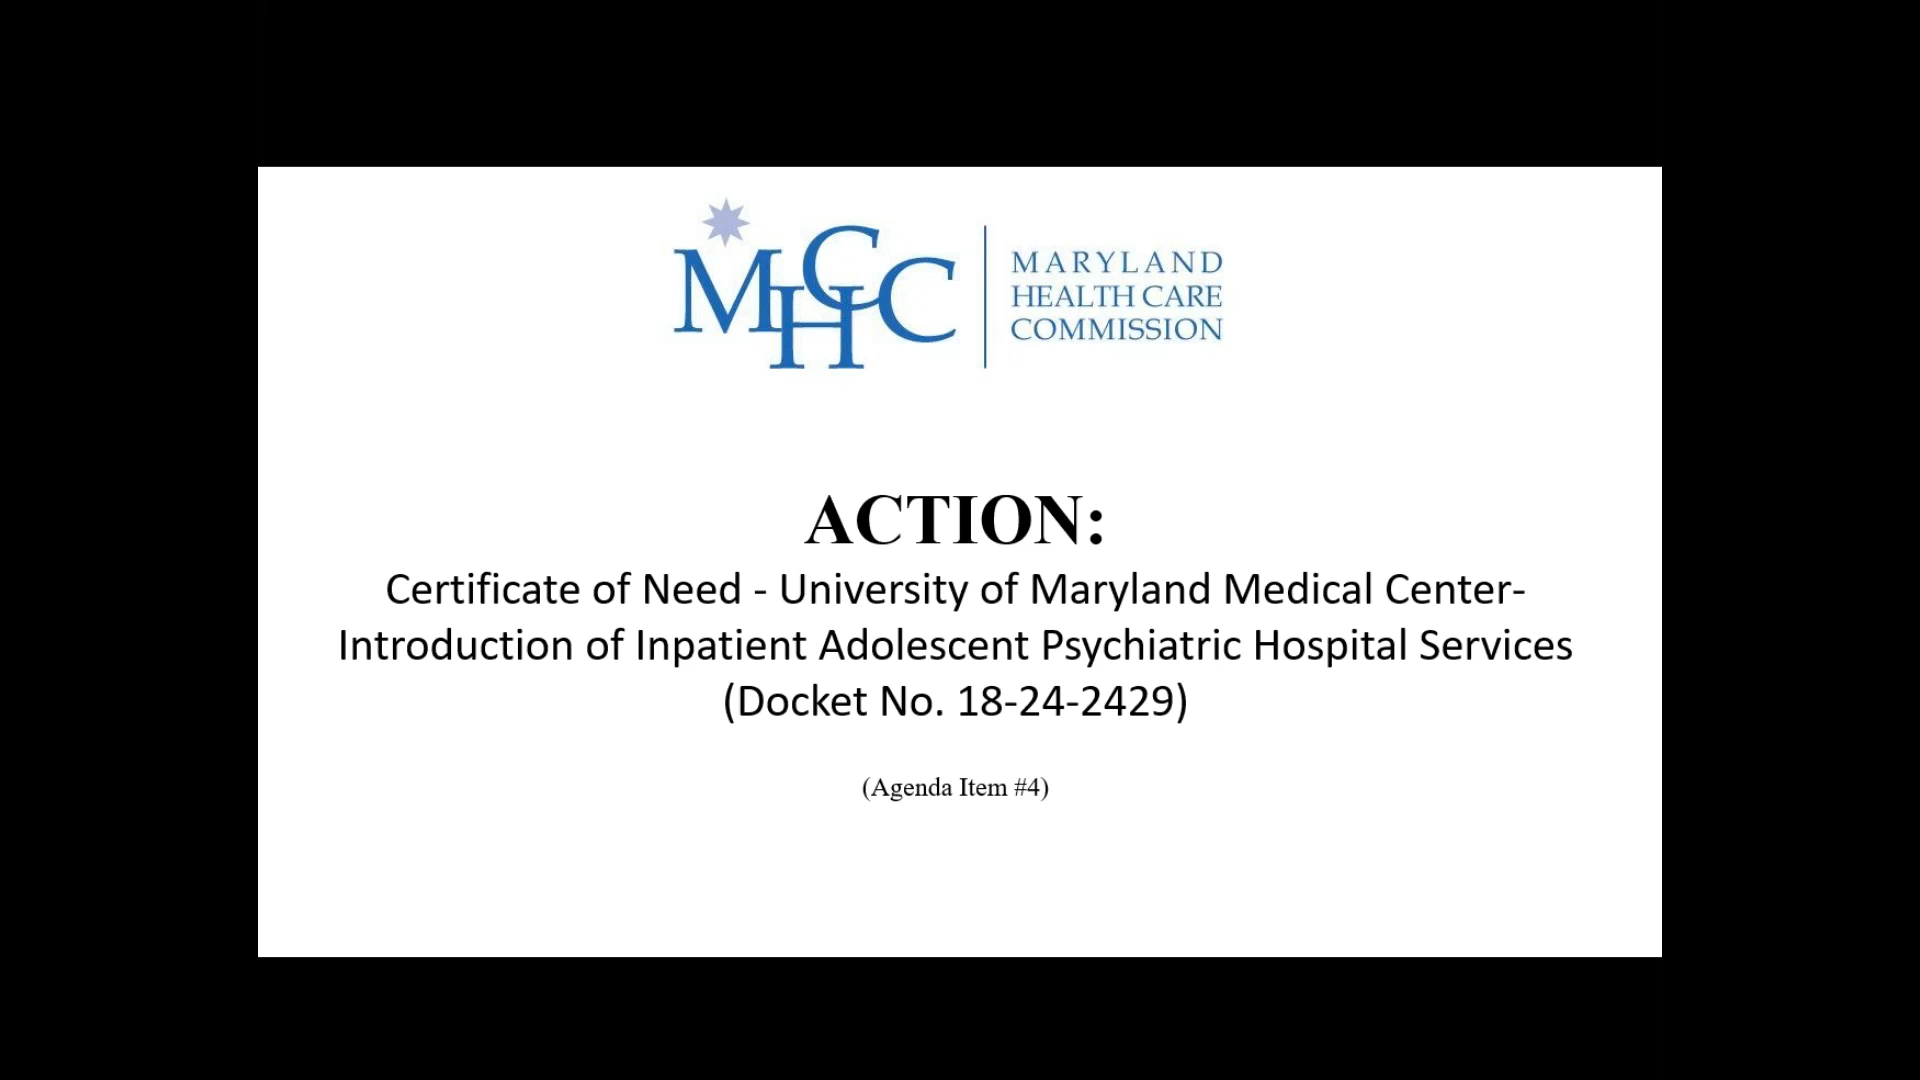 MHCC
MARYLAND
HEALTH CARE
COMMISSION
ACTION:
Certificate of Need - University of Maryland Medical Center-
Introduction of Inpatient Adolescent Psychiatric Hospital Services
(Docket No. 18-24-2429)
(Agenda Item #4)